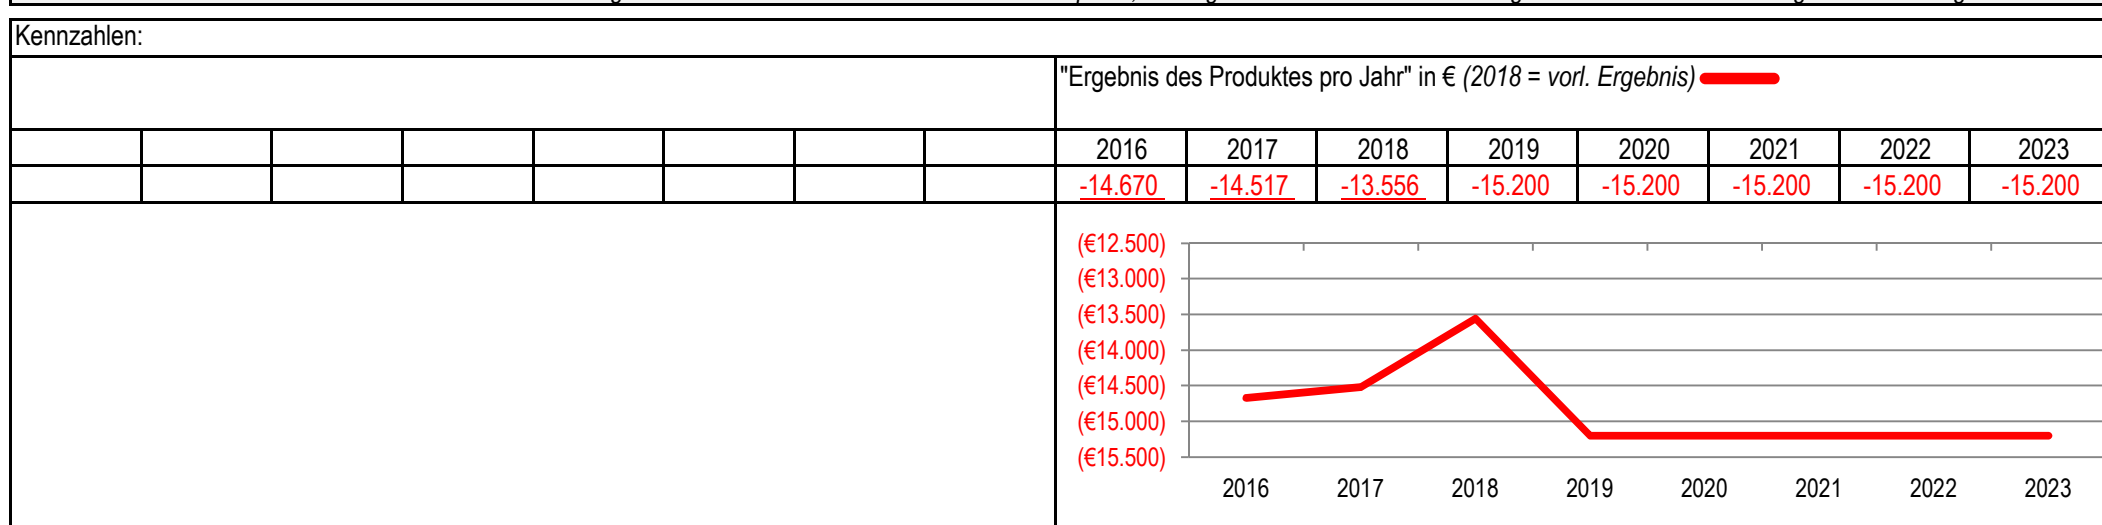 Kennzahlen:
"Ergebnis des Produktes pro Jahr" in € (2018 = vorl. Ergebnis)
2016 2017 2018 2019 2020 2021 2022 2023
-14.670 -14.517 -13.556 -15.200 -15.200 -15.200 -15.200 -15.200
(€12.500)
(€13.000)
(€13.500)
(€14.000)
(€14.500)
(€15.000)
(€15.500)
2016 2017 2018 2019 2020 2021 2022 2023